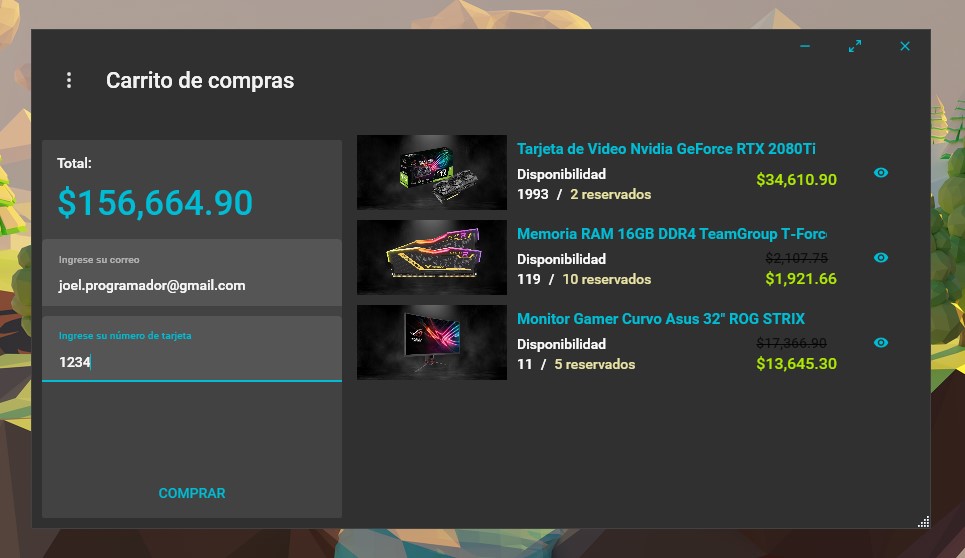 Carrito de compras
Total:
$156,664.90
Ingrese su correo
joel.programador@gmail.com
Ingrese su número de tarjeta
1234
COMPRAR
Tarjeta de Video Nvidia GeForce RTX 2080Ti
Disponibilidad
1993 / 2 reservados
$34,610.90
Memoria RAM 16GB DDR4 TeamGroup T-Forc
Disponibilidad
119 / 10 reservados
$2,107.75
$1,921.66
Monitor Gamer Curvo Asus 32" ROG STRIX
Disponibilidad
11 / 5 reservados
$17,366.90
$13,645.30